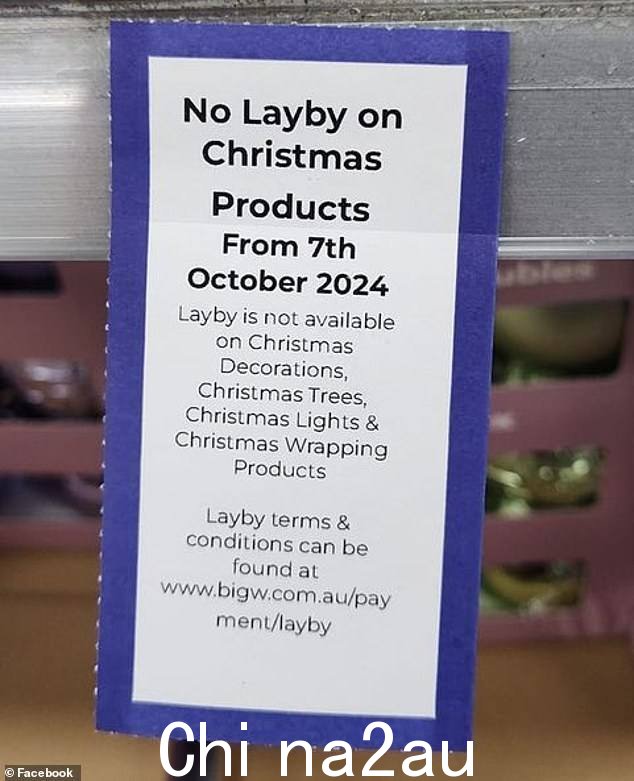 No Layby on
Christmas
Products
From 7th
October 2024
Layby is not available
on Christmas
Decorations,
Christmas Trees,
Christmas Lights &
Christmas Wrapping
Products
Layby terms &
conditions can be
found at
www.bigw.com.au/pay
ment/layby
China2au
© Facebook